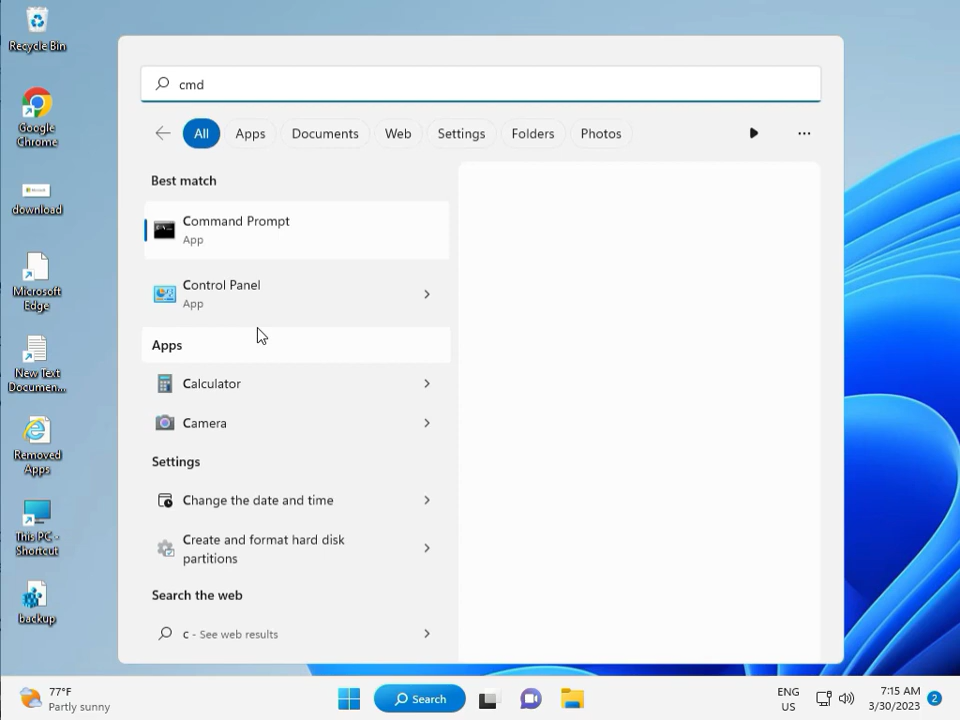 Recycle Bin
Google
Chrome
download
Microsoft
Edge
New Text
Documen...
Removed
Apps
This PC -
Shortcut
backup
cmd
All
Apps
Documents
Web
Settings
Folders
Photos
Best match
Command Prompt
App
Control Panel
App
Apps
Calculator
Camera
Settings
Change the date and time
Create and format hard disk
partitions
Search the web
c - See web results
77°F
Partly sunny
Search
ENG
US
7:15 AM
3/30/2023
2